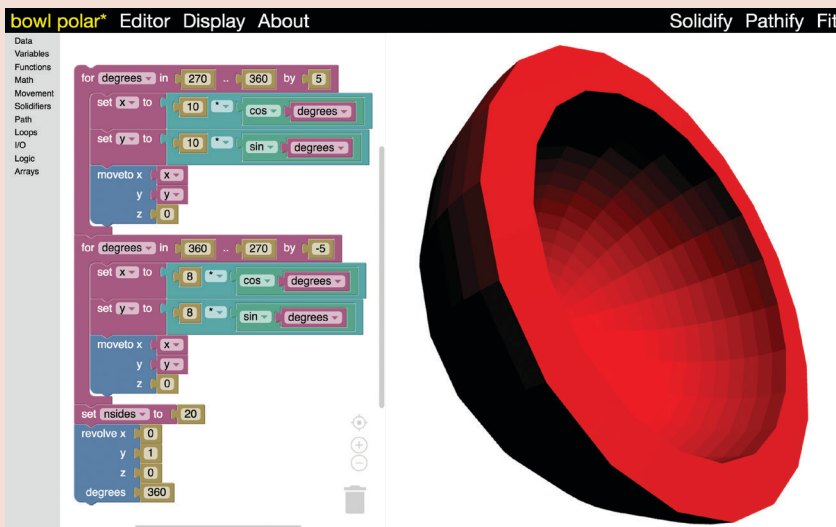 bowl polar* Editor Display About Solidify Pathify Fit
Data
Variables
Functions
Math
Movement
Solidifiers
Path
Loops
I/O
Logic
Arrays
for degrees in 270 .. 360 by 5
set x to 10 * cos degrees
set y to 10 * sin degrees
moveto x x
y y
z 0
for degrees in 360 .. 270 by -5
set x to 8 * cos degrees
set y to 8 * sin degrees
moveto x x
y y
z 0
set nsides to 20
revolve x 0
y 1
z 0
degrees 360